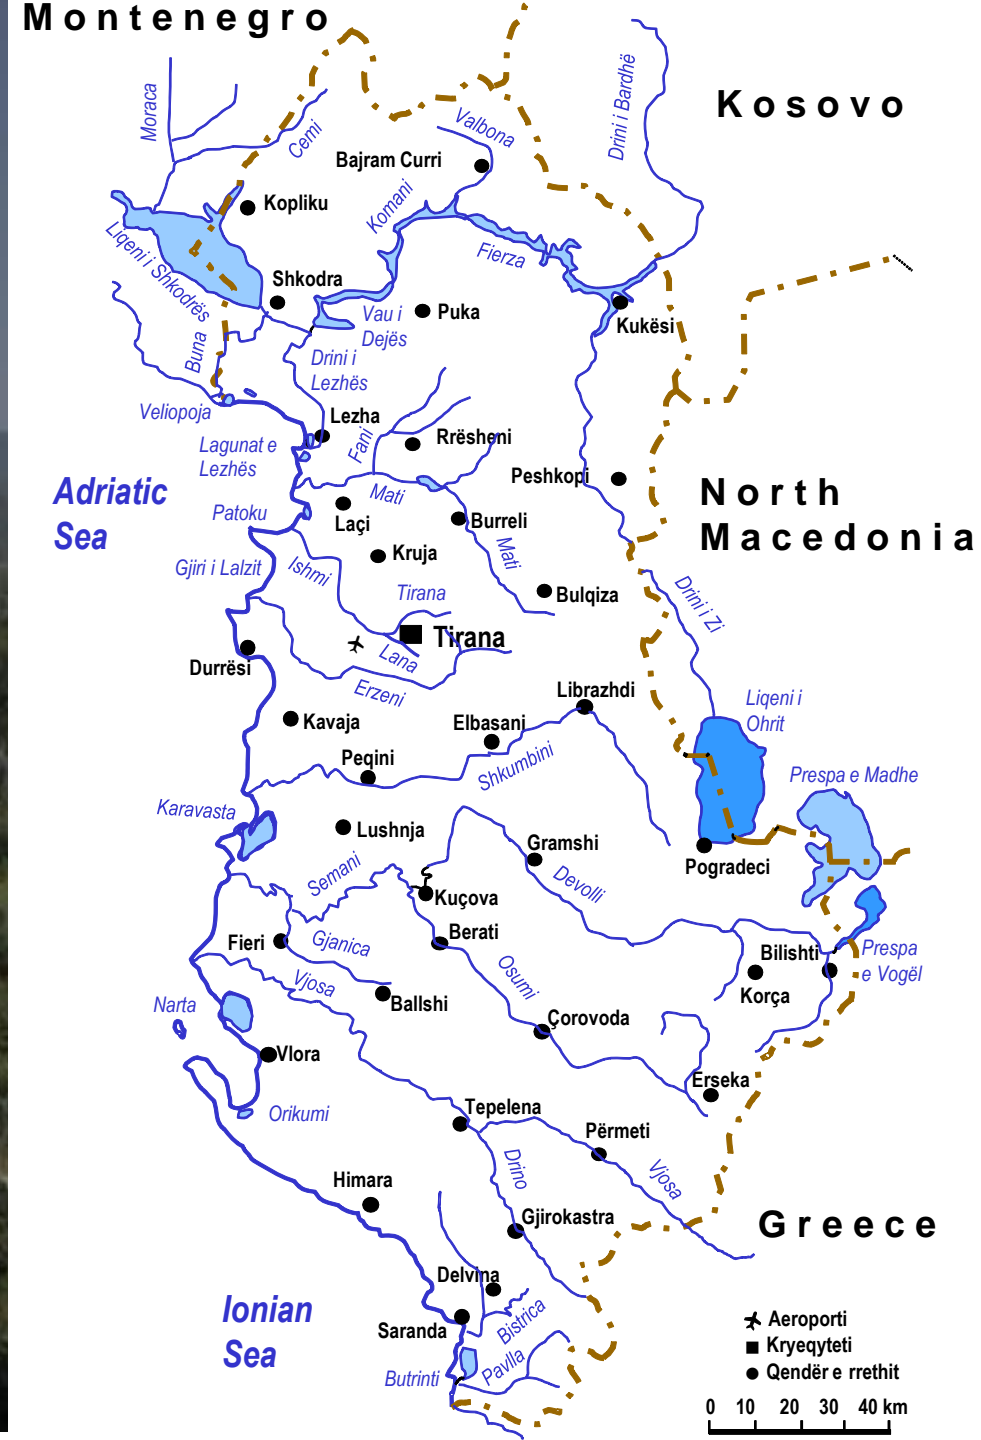 Montenegro
Kosovo
Moraca
Cemi
Valbona
Drini i Bardhë
Bajram Curri
Kopliku
Komani
Liqeni i Shkodrës
Fierza
Shkodra
Puka
Vau i
Dejës
Kukësi
Buna
Drini i
Lezhës
Veliopoja
Lezha
Lagunat e
Lezhës
Fani
Rrësheni
Peshkopi
North
Macedonia
Adriatic
Sea
Mati
Patoku
Laçi
Burreli
Kruja
Mati
Gjiri i Lalzit
Ishmi
Tirana
Bulqiza
Drini i Zi
Tirana
Lana
Durrësi
Erzeni
Librazhdi
Liqeni i
Ohrit
Kavaja
Elbasani
Peqini
Shkumbini
Prespa e Madhe
Karavasta
Lushnja
Gramshi
Pogradeci
Semani
Devolli
Kuçova
Berati
Fieri
Gjanica
Bilishti
Prespa
e Vogël
Osumi
Vjosa
Korça
Narta
Ballshi
Çorovoda
Vlora
Erseka
Orikumi
Tepelena
Përmeti
Drino
Vjosa
Himara
Gjirokastra
Greece
Delvina
Ionian
Sea
Saranda
Bistrica
Butrinti
Pavlla
Aeroporti
Kryeqyteti
Qendër e rrethit
0 10 20 30 40 km